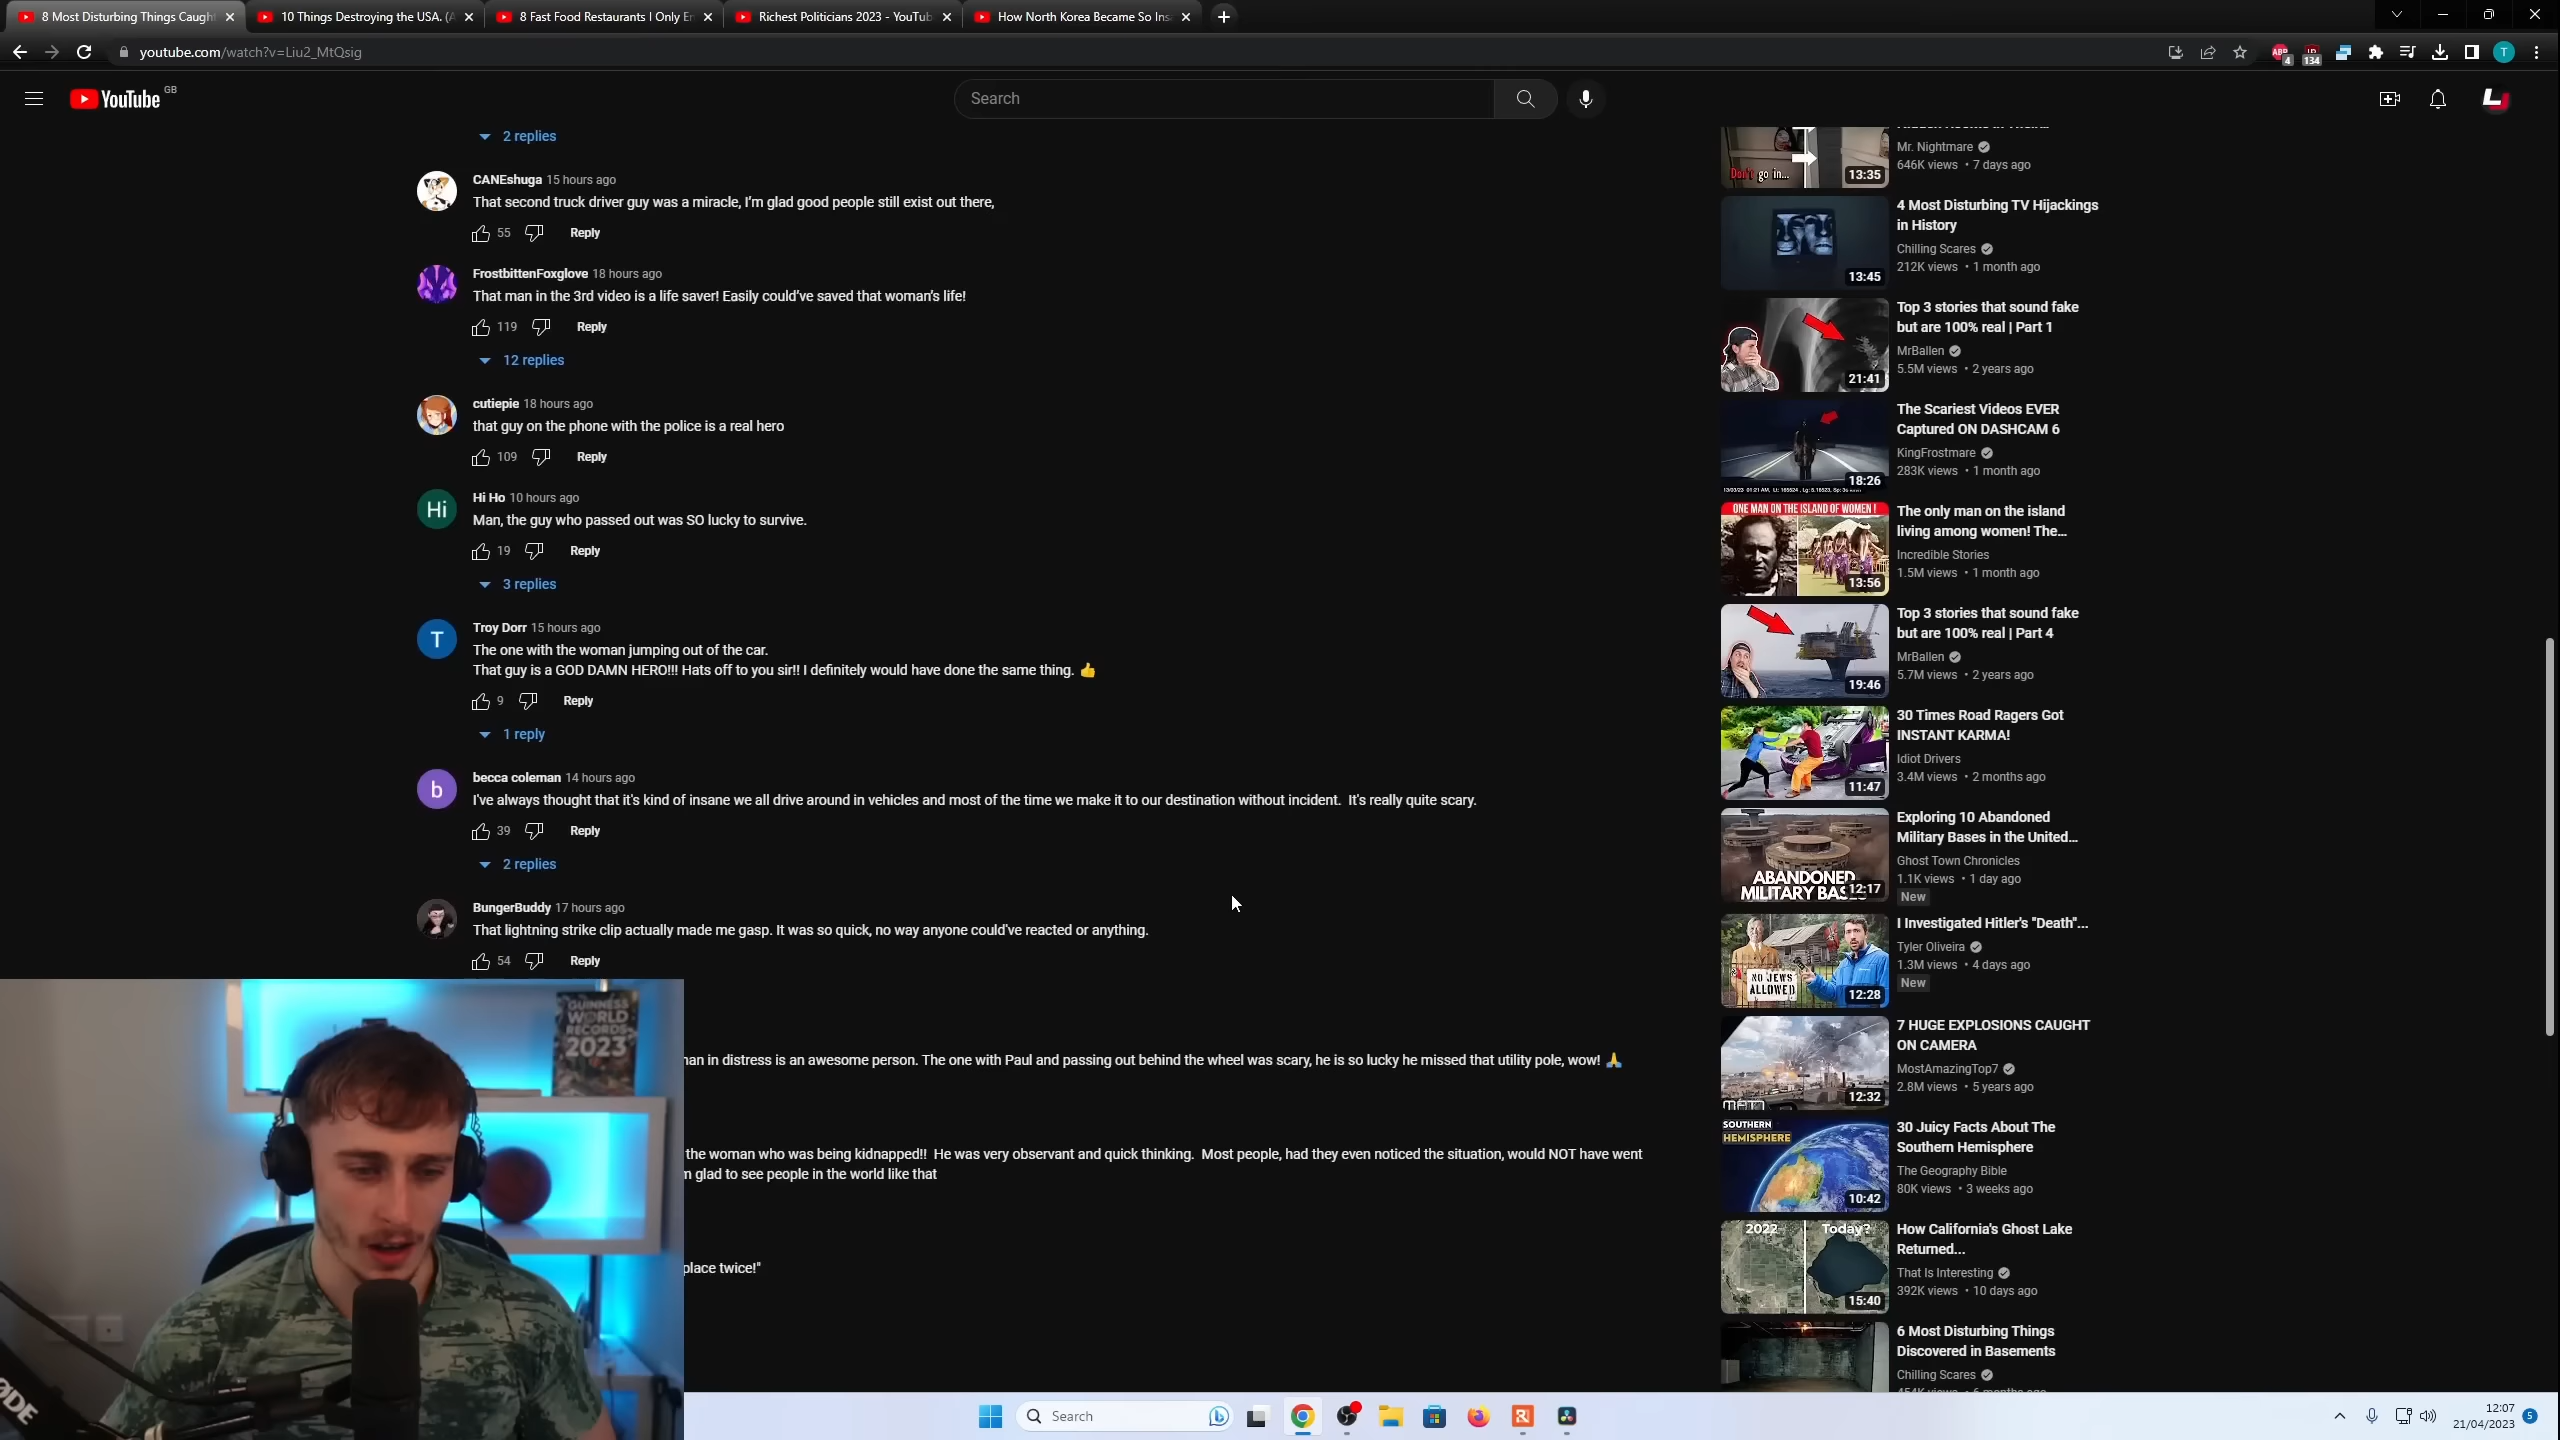 8 Most Disturbing Things Caught
10 Things Destroying the USA. (A
8 Fast Food Restaurants I Only E
Richest Politicians 2023 - YouTub
How North Korea Became So Ins
youtube.com/watch?v=Liu2_MtQsig
4
134
T
YouTube
GB
Search
2 replies
CANEshuga 15 hours ago
That second truck driver guy was a miracle, I'm glad good people still exist out there,
55
Reply
FrostbittenFoxglove 18 hours ago
That man in the 3rd video is a life saver! Easily could've saved that woman's life!
119
Reply
12 replies
cutiepie 18 hours ago
that guy on the phone with the police is a real hero
109
Reply
Hi
Hi Ho 10 hours ago
Man, the guy who passed out was SO lucky to survive.
19
Reply
3 replies
T
Troy Dorr 15 hours ago
The one with the woman jumping out of the car.
That guy is a GOD DAMN HERO!!! Hats off to you sir!! I definitely would have done the same thing. 👍
9
Reply
1 reply
b
becca coleman 14 hours ago
I've always thought that it's kind of insane we all drive around in vehicles and most of the time we make it to our destination without incident.  It's really quite scary.
39
Reply
2 replies
BungerBuddy 17 hours ago
That lightning strike clip actually made me gasp. It was so quick, no way anyone could've reacted or anything.
54
Reply
in distress is an awesome person. The one with Paul and passing out behind the wheel was scary, he is so lucky he missed that utility pole, wow! 🙏
the woman who was being kidnapped!!  He was very observant and quick thinking.  Most people, had they even noticed the situation, would NOT have went
glad to see people in the world like that
place twice!"
GUINNESS
WORLD
RECORDS
2023
RØDE
Don't go in...
13:35
Mr. Nightmare
646K views • 7 days ago
13:45
4 Most Disturbing TV Hijackings
in History
Chilling Scares
212K views • 1 month ago
21:41
Top 3 stories that sound fake
but are 100% real | Part 1
MrBallen
5.5M views • 2 years ago
18:26
The Scariest Videos EVER
Captured ON DASHCAM 6
KingFrostmare
283K views • 1 month ago
ONE MAN ON THE ISLAND OF WOMEN !
13:56
The only man on the island
living among women! The...
Incredible Stories
1.5M views • 1 month ago
19:46
Top 3 stories that sound fake
but are 100% real | Part 4
MrBallen
5.7M views • 2 years ago
11:47
30 Times Road Ragers Got
INSTANT KARMA!
Idiot Drivers
3.4M views • 2 months ago
ABANDONED
MILITARY BAS
12:17
Exploring 10 Abandoned
Military Bases in the United...
Ghost Town Chronicles
1.1K views • 1 day ago
New
NO JEWS
ALLOWED
12:28
I Investigated Hitler's "Death"...
Tyler Oliveira
1.3M views • 4 days ago
New
12:32
7 HUGE EXPLOSIONS CAUGHT
ON CAMERA
MostAmazingTop7
2.8M views • 5 years ago
SOUTHERN
HEMISPHERE
10:42
30 Juicy Facts About The
Southern Hemisphere
The Geography Bible
80K views • 3 weeks ago
2022
Today?
15:40
How California's Ghost Lake
Returned...
That Is Interesting
392K views • 10 days ago
6 Most Disturbing Things
Discovered in Basements
Chilling Scares
Search
12:07
21/04/2023
5